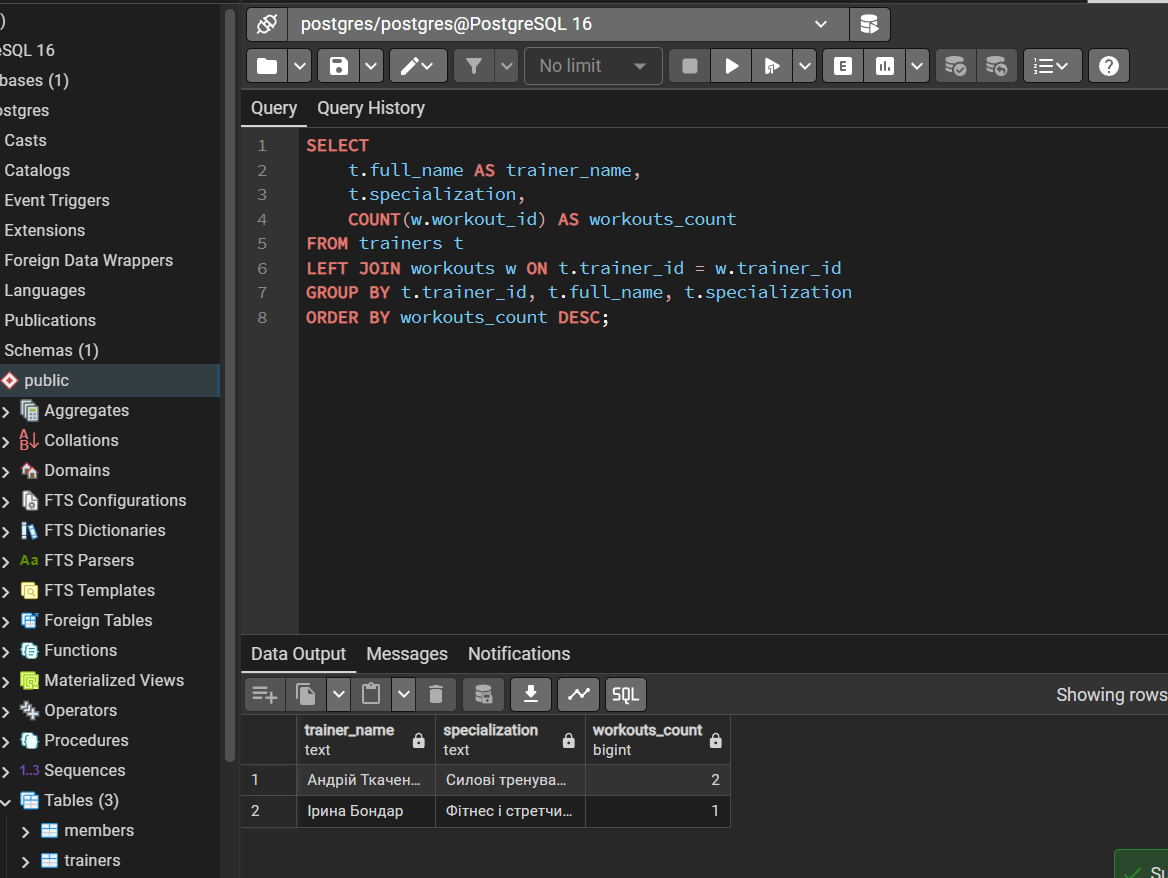 )
eSQL 16
bases (1)
ostgres
Casts
Catalogs
Event Triggers
Extensions
Foreign Data Wrappers
Languages
Publications
Schemas (1)
public
Aggregates
Collations
Domains
FTS Configurations
FTS Dictionaries
Aa FTS Parsers
FTS Templates
Foreign Tables
Functions
Materialized Views
Operators
Procedures
1..3 Sequences
Tables (3)
members
trainers
postgres/postgres@PostgreSQL 16
No limit
E
Query Query History
1 SELECT
2 t.full_name AS trainer_name,
3 t.specialization,
4 COUNT(w.workout_id) AS workouts_count
5 FROM trainers t
6 LEFT JOIN workouts w ON t.trainer_id = w.trainer_id
7 GROUP BY t.trainer_id, t.full_name, t.specialization
8 ORDER BY workouts_count DESC;
Data Output Messages Notifications
SQL
Showing rows
trainer_name specialization workouts_count
text text bigint
1 Андрій Ткачен... Силові тренува... 2
2 Ірина Бондар Фітнес і стретчи... 1
Su